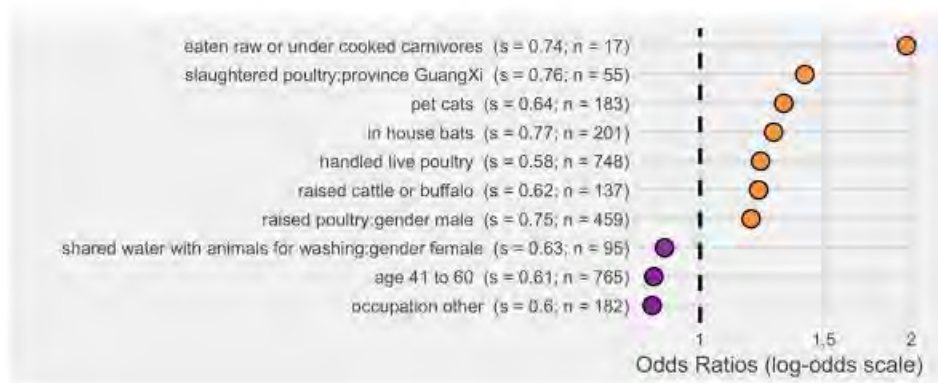 eaten raw or under cooked carnivores (s = 0.74; n = 17)
slaughtered poultry:province GuangXi (s = 0.76; n = 55)
pet cats (s = 0.64; n = 183)
in house bats (s = 0.77; n = 201)
handled live poultry (s = 0.58; n = 748)
raised cattle or buffalo (s = 0.62; n = 137)
raised poultry:gender male (s = 0.75; n = 459)
shared water with animals for washing:gender female (s = 0.63; n = 95)
age 41 to 60 (s = 0.61; n = 765)
occupation other (s = 0.6; n = 182)
1 1.5 2
Odds Ratios (log-odds scale)